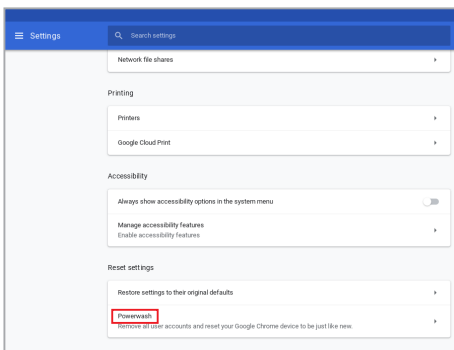 Settings
Search settings
Network file shares
Printing
Printers
Google Cloud Print
Accessibility
Always show accessibility options in the system menu
Manage accessibility features
Enable accessibility features
Reset settings
Restore settings to their original defaults
Powerwash
Remove all user accounts and reset your Google Chrome device to be just like new.